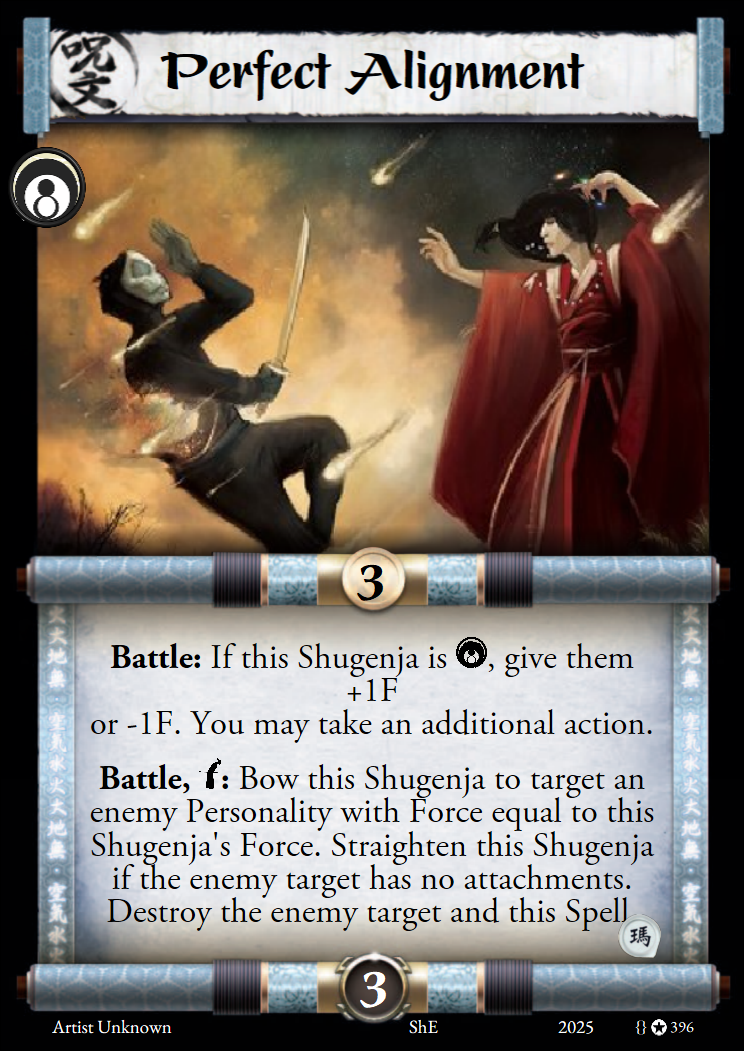 呪
文
Perfect Alignment
3
Battle: If this Shugenja is , give them
+1F
or -1F. You may take an additional action.
Battle, : Bow this Shugenja to target an
enemy Personality with Force equal to this
Shugenja's Force. Straighten this Shugenja
if the enemy target has no attachments.
Destroy the enemy target and this Spell
瑪
3
Artist Unknown ShE 2025 {} 396